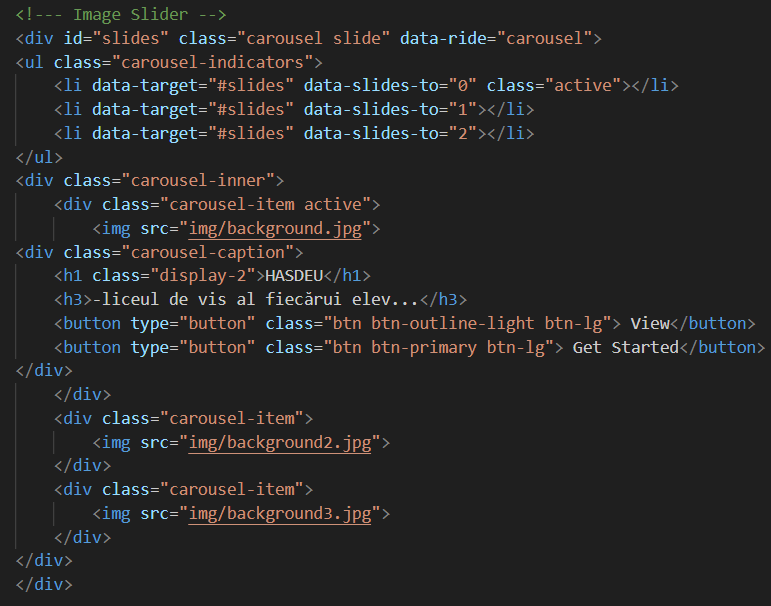 <!--- Image Slider -->
<div id="slides" class="carousel slide" data-ride="carousel">
<ul class="carousel-indicators">
    <li data-target="#slides" data-slides-to="0" class="active"></li>
    <li data-target="#slides" data-slides-to="1"></li>
    <li data-target="#slides" data-slides-to="2"></li>
</ul>
<div class="carousel-inner">
    <div class="carousel-item active">
        <img src="img/background.jpg">
<div class="carousel-caption">
    <h1 class="display-2">HASDEU</h1>
    <h3>-liceul de vis al fiecărui elev...</h3>
    <button type="button" class="btn btn-outline-light btn-lg"> View</button>
    <button type="button" class="btn btn-primary btn-lg"> Get Started</button>
</div>
    </div>
    <div class="carousel-item">
        <img src="img/background2.jpg">
    </div>
    <div class="carousel-item">
        <img src="img/background3.jpg">
    </div>
</div>
</div>